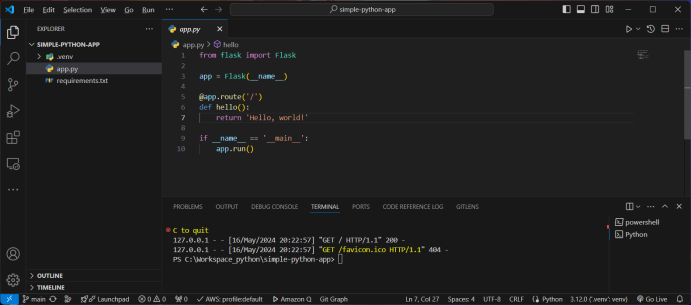 File Edit Selection View Go Run
simple-python-app
EXPLORER
SIMPLE-PYTHON-APP
.venv
app.py
requirements.txt
OUTLINE
TIMELINE
app.py
app.py > hello
1 from flask import Flask
2
3 app = Flask(__name__)
4
5 @app.route('/')
6 def hello():
7 return 'Hello, world!'
8
9 if __name__ == '__main__':
10 app.run()
PROBLEMS OUTPUT DEBUG CONSOLE TERMINAL PORTS CODE REFERENCE LOG GITLENS
C to quit
127.0.0.1 - - [16/May/2024 20:22:57] "GET / HTTP/1.1" 200 -
127.0.0.1 - - [16/May/2024 20:22:57] "GET /favicon.ico HTTP/1.1" 404 -
PS C:\Workspace_python\simple-python-app>
powershell
Python
main Launchpad 0 0 0 AWS: profile:default Amazon Q Git Graph Ln 7, Col 27 Spaces: 4 UTF-8 CRLF Python 3.12.0 ('.venv': venv) Go Live